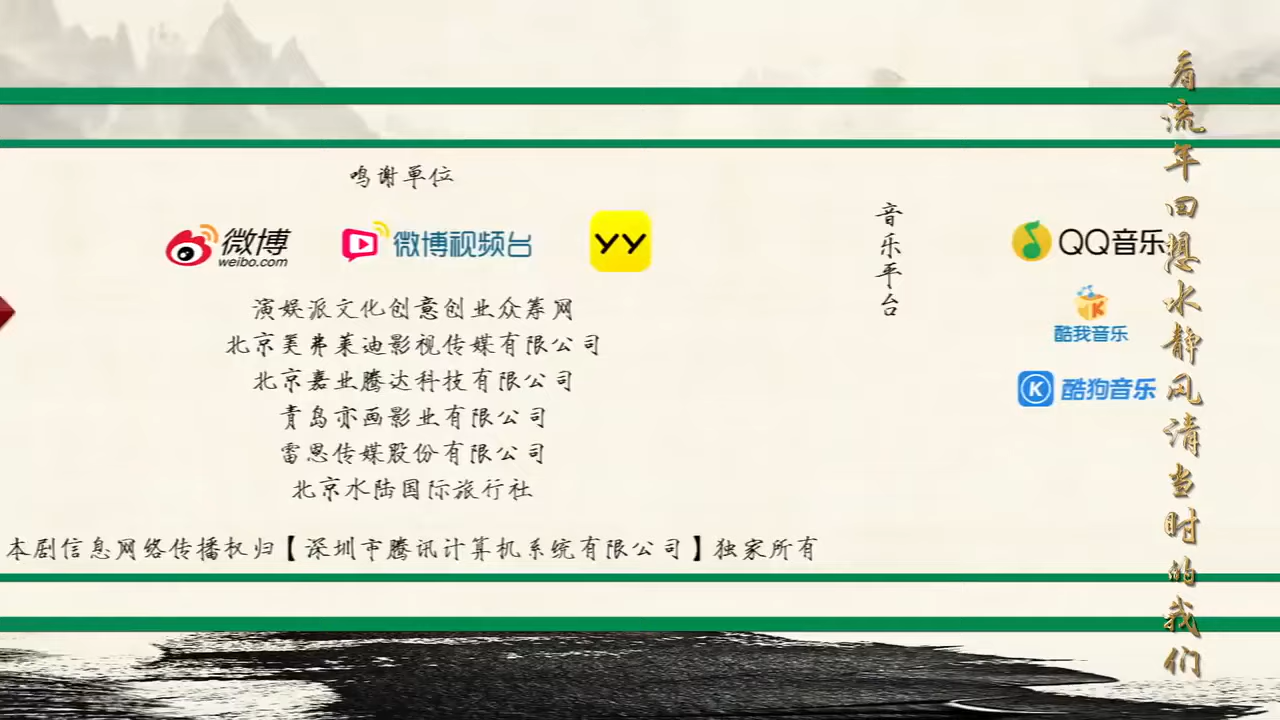 鸣谢单位
微博
weibo.com
微博视频台
YY
演娱派文化创意创业众筹网
北京美弗莱迪影视传媒有限公司
北京嘉业腾达科技有限公司
青岛亦画影业有限公司
雷恩传媒股份有限公司
北京水陆国际旅行社
本剧信息网络传播权归【深圳市腾讯计算机系统有限公司】独家所有
音乐平台
QQ音乐
K
酷我音乐
K
酷狗音乐
看流年回想水静风清当时的我们